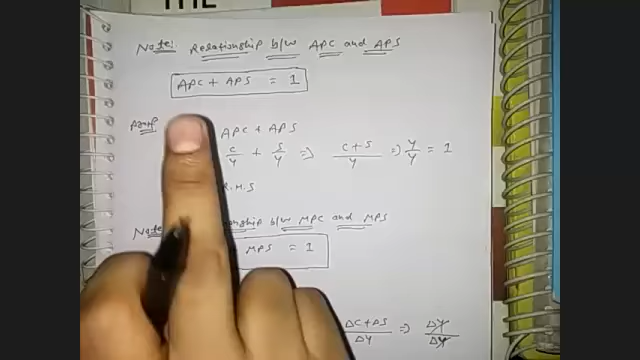 THE
Note: Relationship b/w APC and APS
APC + APS = 1
Proof
APC + APS
C/Y + S/Y => C+S/Y => Y/Y = 1
R.H.S
Note b/w MPC and MPS
MPS = 1
ΔC+ΔS/ΔY => ΔY/ΔY